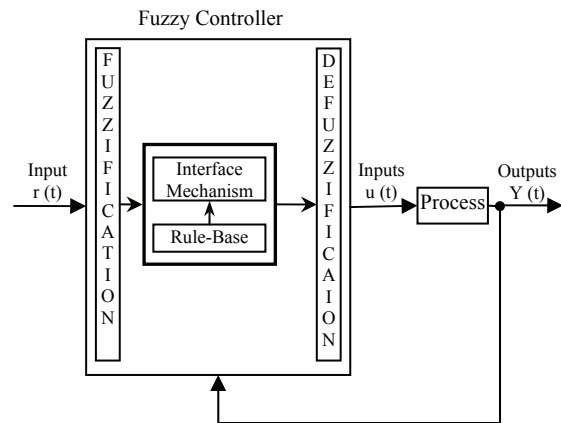 Fuzzy Controller
FUZZIFICATION
DEFUZZIFICAION
Input
r (t)
Interface
Mechanism
Rule-Base
Inputs
u (t)
Process
Outputs
Y (t)